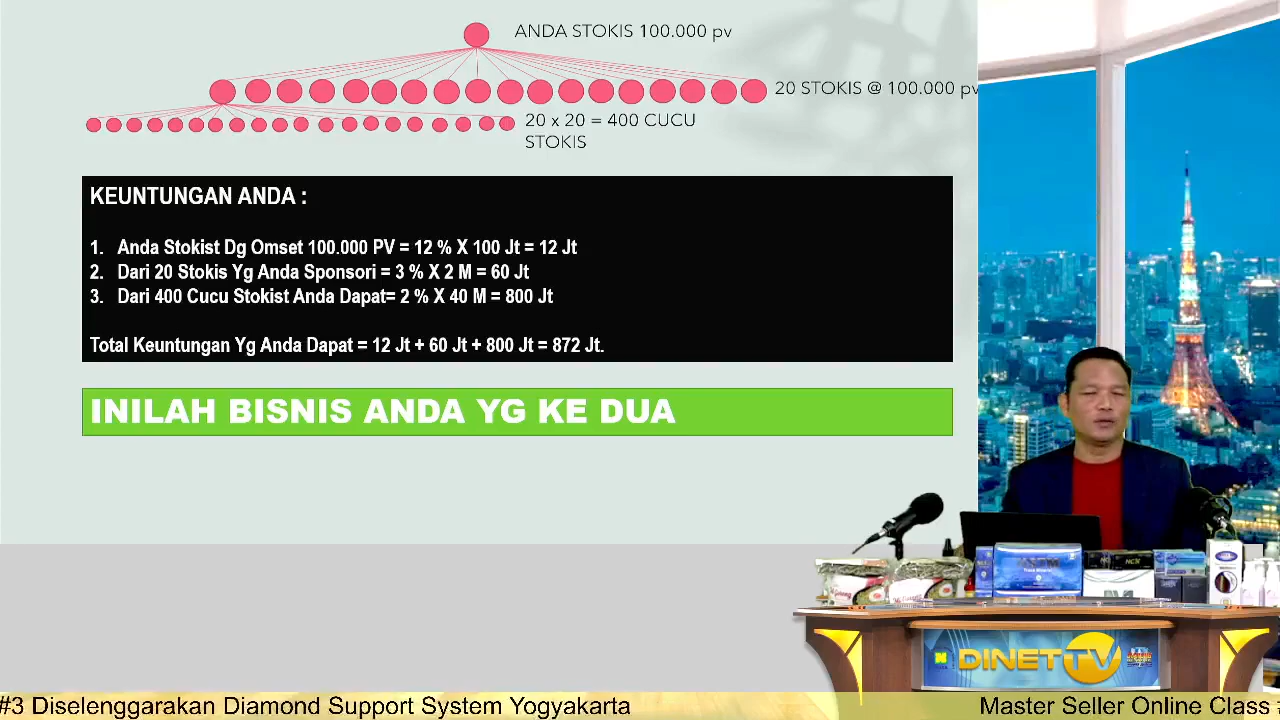 ANDA STOKIS 100.000 pv
20 STOKIS @ 100.000 pv
20 x 20 = 400 CUCU
STOKIS
KEUNTUNGAN ANDA :
1. Anda Stokist Dg Omset 100.000 PV = 12 % X 100 Jt = 12 Jt
2. Dari 20 Stokis Yg Anda Sponsori = 3 % X 2 M = 60 Jt
3. Dari 400 Cucu Stokist Anda Dapat= 2 % X 40 M = 800 Jt
Total Keuntungan Yg Anda Dapat = 12 Jt + 60 Jt + 800 Jt = 872 Jt.
INILAH BISNIS ANDA YG KE DUA
DINET TV
#3 Diselenggarakan Diamond Support System Yogyakarta
Master Seller Online Class